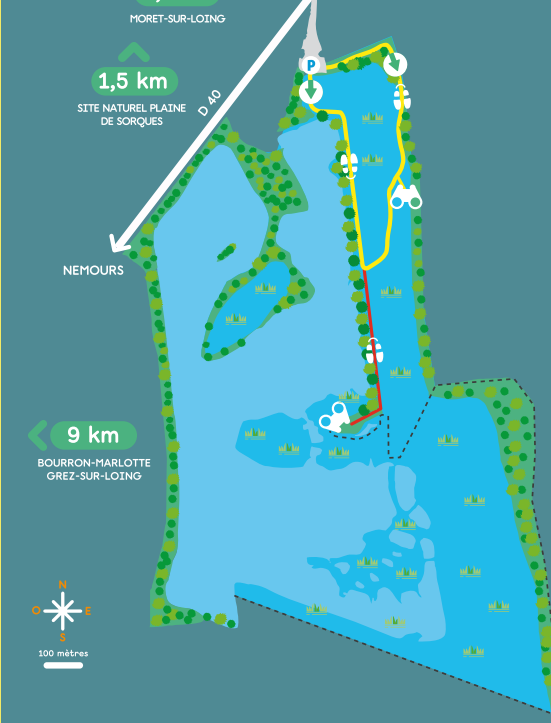 MORET-SUR-LOING
1,5 km
SITE NATUREL PLAINE
DE SORQUES
D 40
P
NEMOURS
9 km
BOURRON-MARLOTTE
GREZ-SUR-LOING
N
O E
S
100 mètres